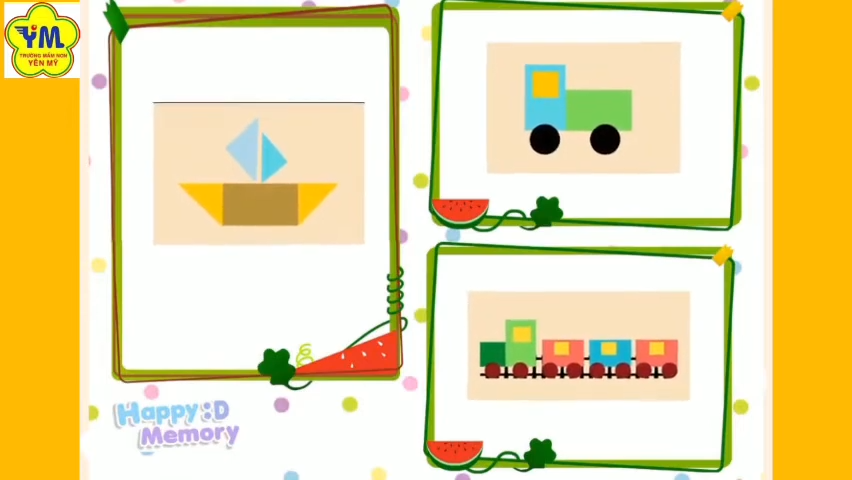 YM
TRƯỜNG MẦM NON
YÊN MỸ
Happy :D
Memory